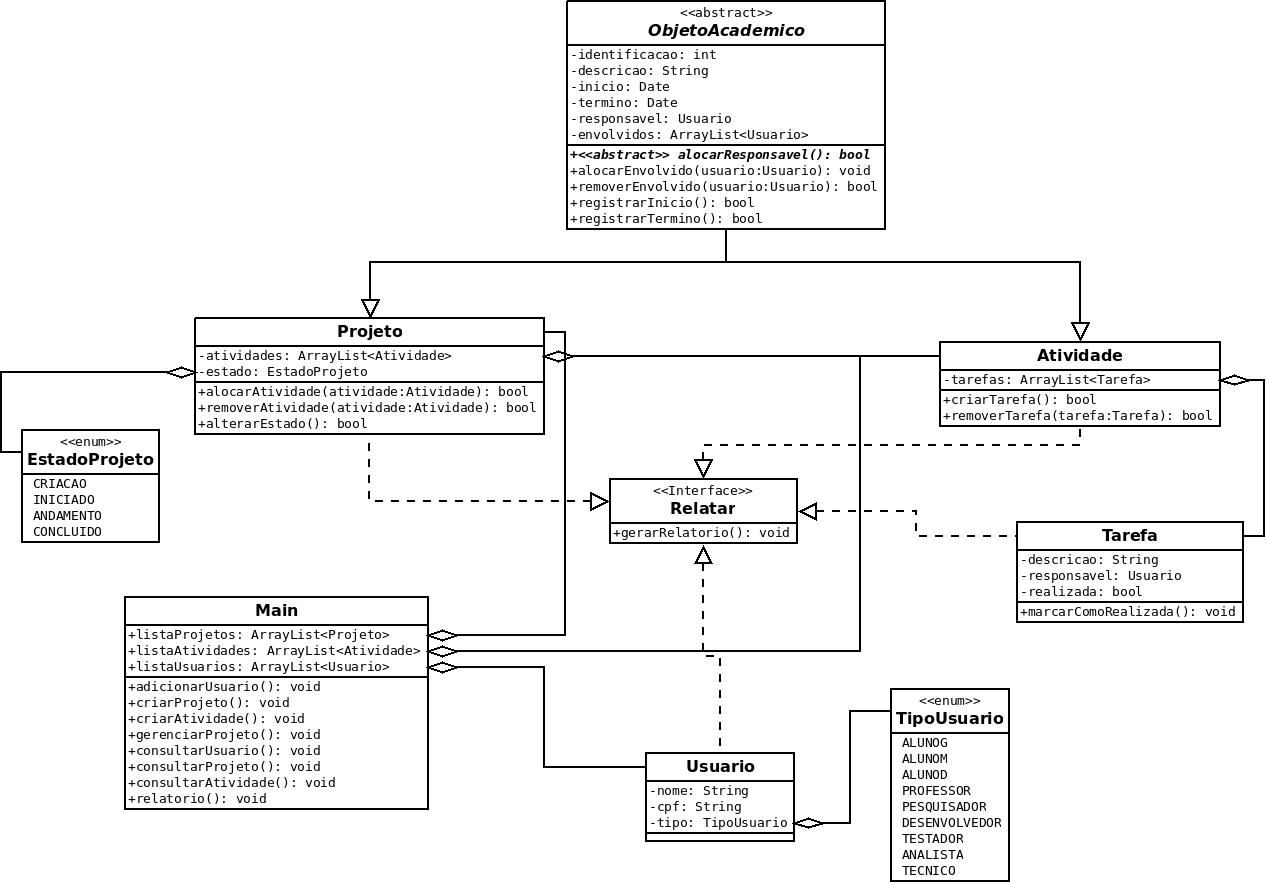 <<abstract>>
ObjetoAcademico
-identificacao: int
-descricao: String
-inicio: Date
-termino: Date
-responsavel: Usuario
-envolvidos: ArrayList<Usuario>
+<<abstract>> alocarResponsavel(): bool
+alocarEnvolvido(usuario:Usuario): void
+removerEnvolvido(usuario:Usuario): bool
+registrarInicio(): bool
+registrarTermino(): bool
Projeto
-atividades: ArrayList<Atividade>
-estado: EstadoProjeto
+alocarAtividade(atividade:Atividade): bool
+removerAtividade(atividade:Atividade): bool
+alterarEstado(): bool
Atividade
-tarefas: ArrayList<Tarefa>
+criarTarefa(): bool
+removerTarefa(tarefa:Tarefa): bool
<<enum>>
EstadoProjeto
CRIACAO
INICIADO
ANDAMENTO
CONCLUIDO
<<Interface>>
Relatar
+gerarRelatorio(): void
Tarefa
-descricao: String
-responsavel: Usuario
-realizada: bool
+marcarComoRealizada(): void
Main
+listaProjetos: ArrayList<Projeto>
+listaAtividades: ArrayList<Atividade>
+listaUsuarios: ArrayList<Usuario>
+adicionarUsuario(): void
+criarProjeto(): void
+criarAtividade(): void
+gerenciarProjeto(): void
+consultarUsuario(): void
+consultarProjeto(): void
+consultarAtividade(): void
+relatorio(): void
Usuario
-nome: String
-cpf: String
-tipo: TipoUsuario
<<enum>>
TipoUsuario
ALUNOG
ALUNOM
ALUNOD
PROFESSOR
PESQUISADOR
DESENVOLVEDOR
TESTADOR
ANALISTA
TECNICO